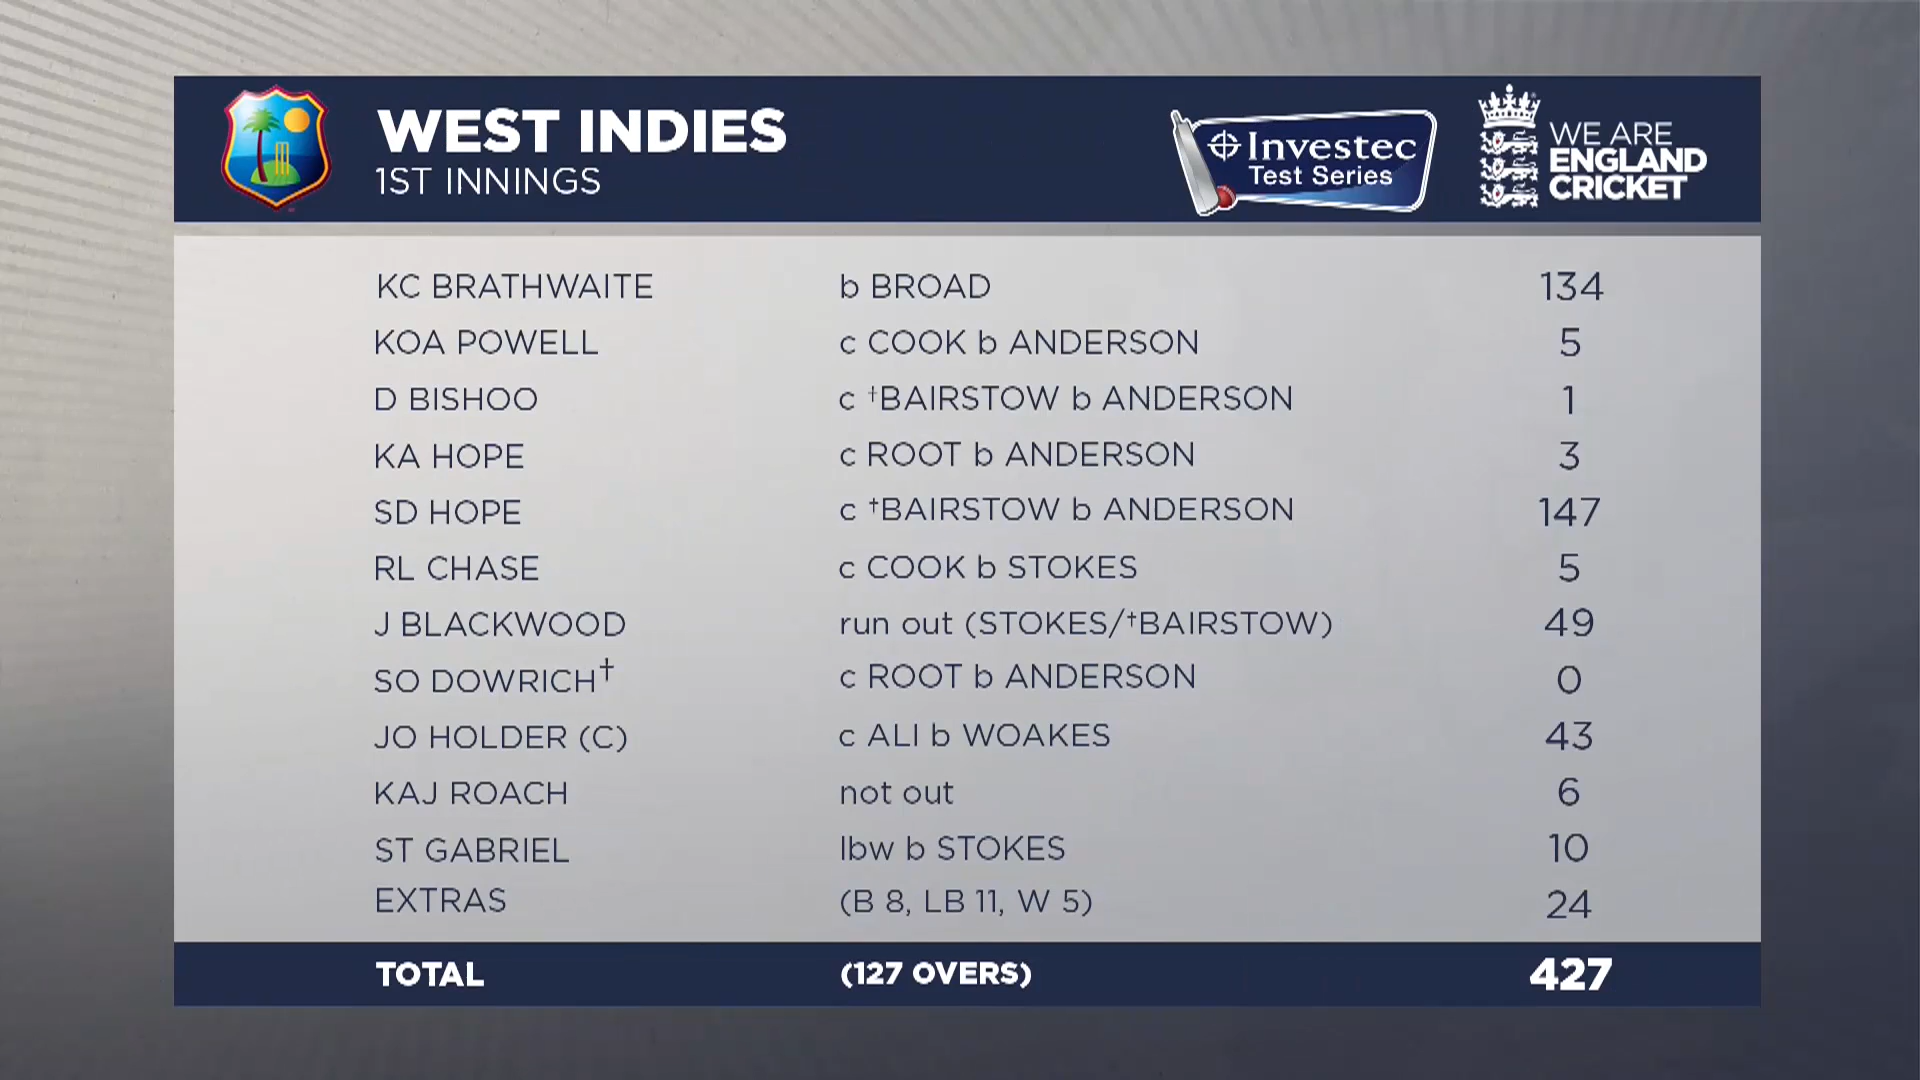 WEST INDIES
1ST INNINGS
Investec
Test Series
WE ARE
ENGLAND
CRICKET
KC BRATHWAITE b BROAD 134
KOA POWELL c COOK b ANDERSON 5
D BISHOO c †BAIRSTOW b ANDERSON 1
KA HOPE c ROOT b ANDERSON 3
SD HOPE c †BAIRSTOW b ANDERSON 147
RL CHASE c COOK b STOKES 5
J BLACKWOOD run out (STOKES/†BAIRSTOW) 49
SO DOWRICH† c ROOT b ANDERSON 0
JO HOLDER (C) c ALI b WOAKES 43
KAJ ROACH not out 6
ST GABRIEL lbw b STOKES 10
EXTRAS (B 8, LB 11, W 5) 24
TOTAL (127 OVERS) 427